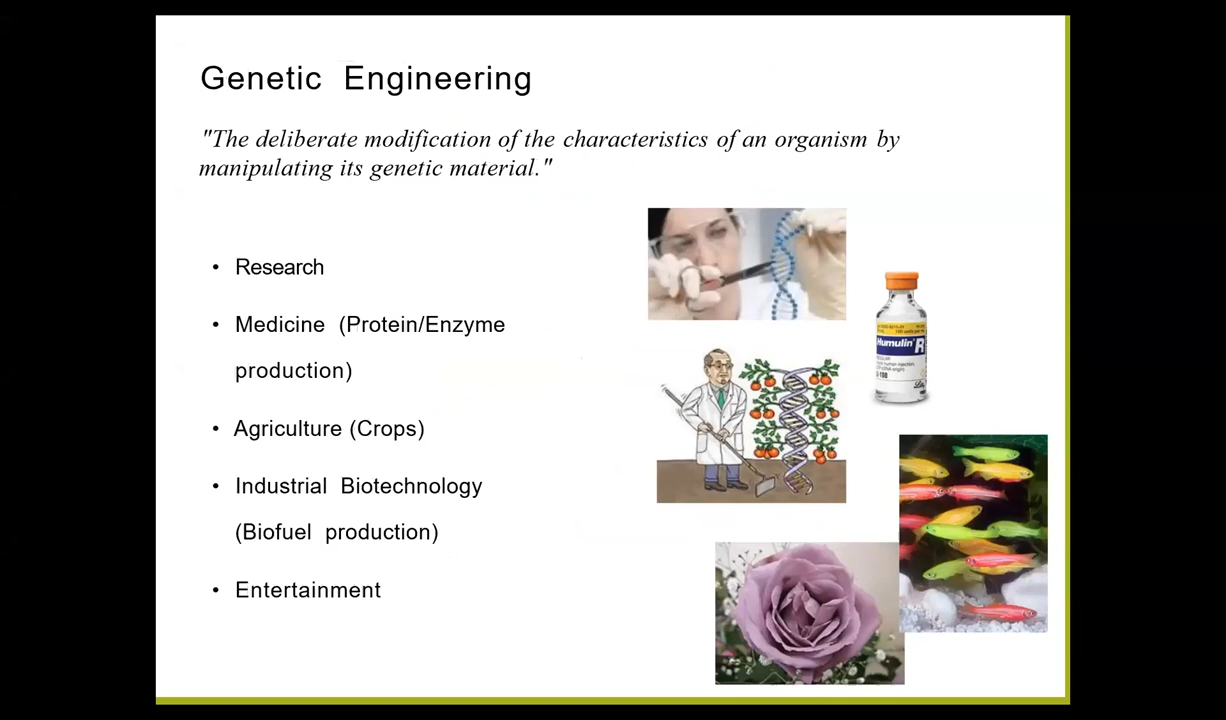 Genetic Engineering
"The deliberate modification of the characteristics of an organism by
manipulating its genetic material."
• Research
• Medicine (Protein/Enzyme
production)
• Agriculture (Crops)
• Industrial Biotechnology
(Biofuel production)
• Entertainment
Humulin R